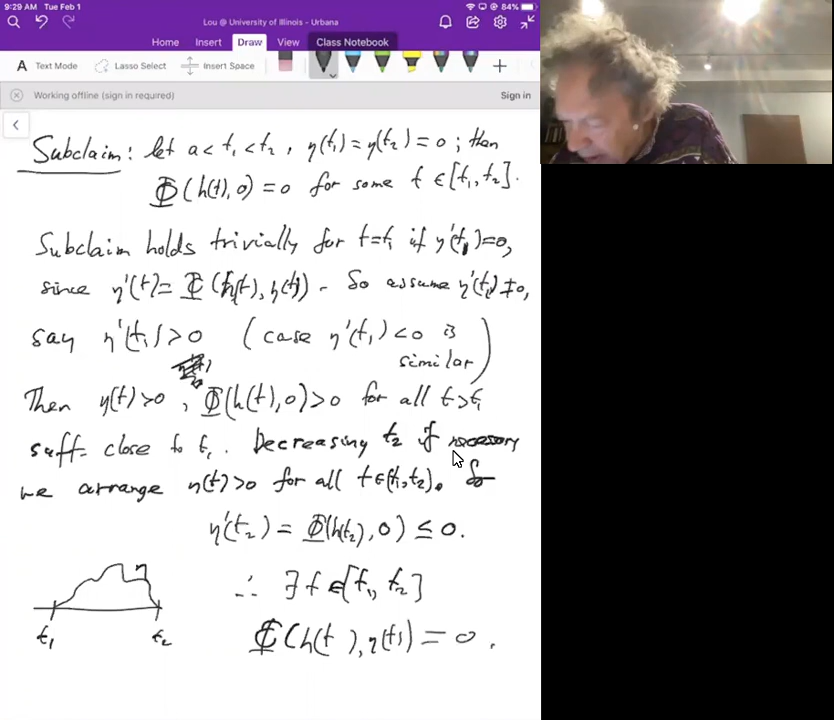 9:29 AM Tue Feb 1
84%
Lou @ University of Illinois - Urbana
Home Insert Draw View Class Notebook
Text Mode Lasso Select Insert Space
Working offline (sign in required) Sign in
Subclaim: let a < t₁ < t₂, η(t₁) = η(t₂) = 0; then
Φ(h(t), 0) = 0 for some t ∈ [t₁, t₂].
Subclaim holds trivially for t = t₁ if η'(t₁) = 0,
since η'(t) = Φ(h(t), η(t)). So assume η'(t₁) ≠ 0,
say η'(t₁) > 0 (case η'(t₁) < 0 is
similar)
Then η(t) > 0, Φ(h(t), 0) > 0 for all t > t₁
suff. close to t₁. Decreasing t₂ if necessary
we arrange η(t) > 0 for all t ∈ (t₁, t₂). So
η'(t₂) = Φ(h(t₂), 0) ≤ 0.
∴ ∃ t ∈ [t₁, t₂]
Φ(h(t), η(t)) = 0.
η
t₁ t₂